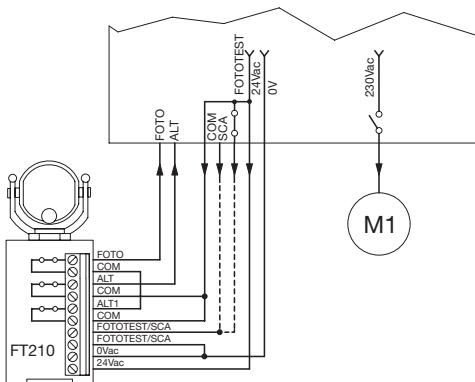 FOTO
ALT
COM
SCA
FOTOTEST
24Vac
0V
230Vac
M1
FT210
FOTO
COM
ALT
COM
ALT1
COM
FOTOTEST/SCA
FOTOTEST/SCA
0Vac
24Vac